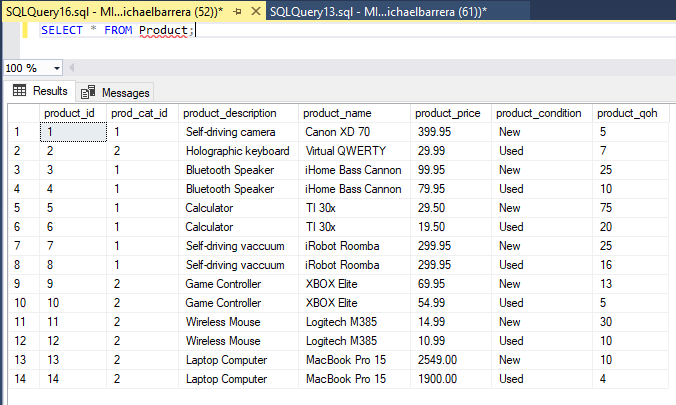 SQLQuery16.sql - MI...ichaelbarrera (52))* SQLQuery13.sql - MI...ichaelbarrera (61))*
SELECT * FROM Product;
100 %
Results Messages
product_id prod_cat_id product_description product_name product_price product_condition product_qoh
1 1 1 Self-driving camera Canon XD 70 399.95 New 5
2 2 2 Holographic keyboard Virtual QWERTY 29.99 Used 7
3 3 1 Bluetooth Speaker iHome Bass Cannon 99.95 New 25
4 4 1 Bluetooth Speaker iHome Bass Cannon 79.95 Used 10
5 5 1 Calculator TI 30x 29.50 New 75
6 6 1 Calculator TI 30x 19.50 Used 20
7 7 1 Self-driving vaccuum iRobot Roomba 299.95 New 25
8 8 1 Self-driving vaccuum iRobot Roomba 299.95 Used 16
9 9 2 Game Controller XBOX Elite 69.95 New 13
10 10 2 Game Controller XBOX Elite 54.99 Used 5
11 11 2 Wireless Mouse Logitech M385 14.99 New 30
12 12 2 Wireless Mouse Logitech M385 10.99 Used 10
13 13 2 Laptop Computer MacBook Pro 15 2549.00 New 10
14 14 2 Laptop Computer MacBook Pro 15 1900.00 Used 4